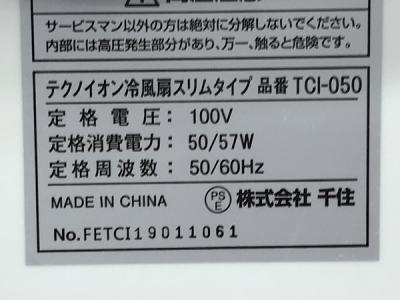 サービスマン以外の方は絶対に分解しないでください。
内部には高圧発生部分があり、万一、触ると危険です。
テクノイオン冷風扇スリムタイプ 品番 TCI-050
定格電圧: 100V
定格消費電力: 50/57W
定格周波数: 50/60Hz
MADE IN CHINA PSE 株式会社 千住
No.FETCI19011061